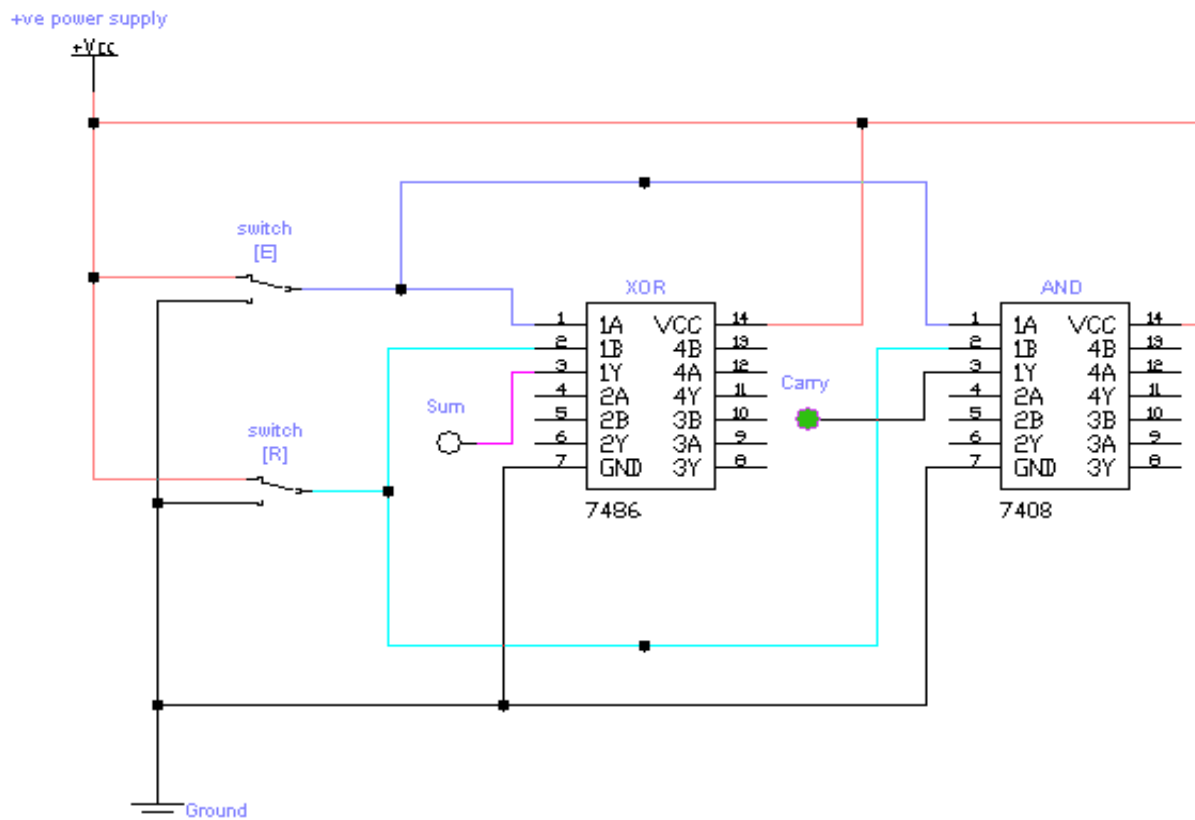 +ve power supply
+Vcc
switch
[E]
XOR
AND
1 1A VCC 14
2 1B 4B 13
3 1Y 4A 12
4 2A 4Y 11
5 2B 3B 10
6 2Y 3A 9
7 GND 3Y 8
7486
1 1A VCC 14
2 1B 4B 13
3 1Y 4A 12
4 2A 4Y 11
5 2B 3B 10
6 2Y 3A 9
7 GND 3Y 8
7408
Carry
Sum
switch
[R]
Ground